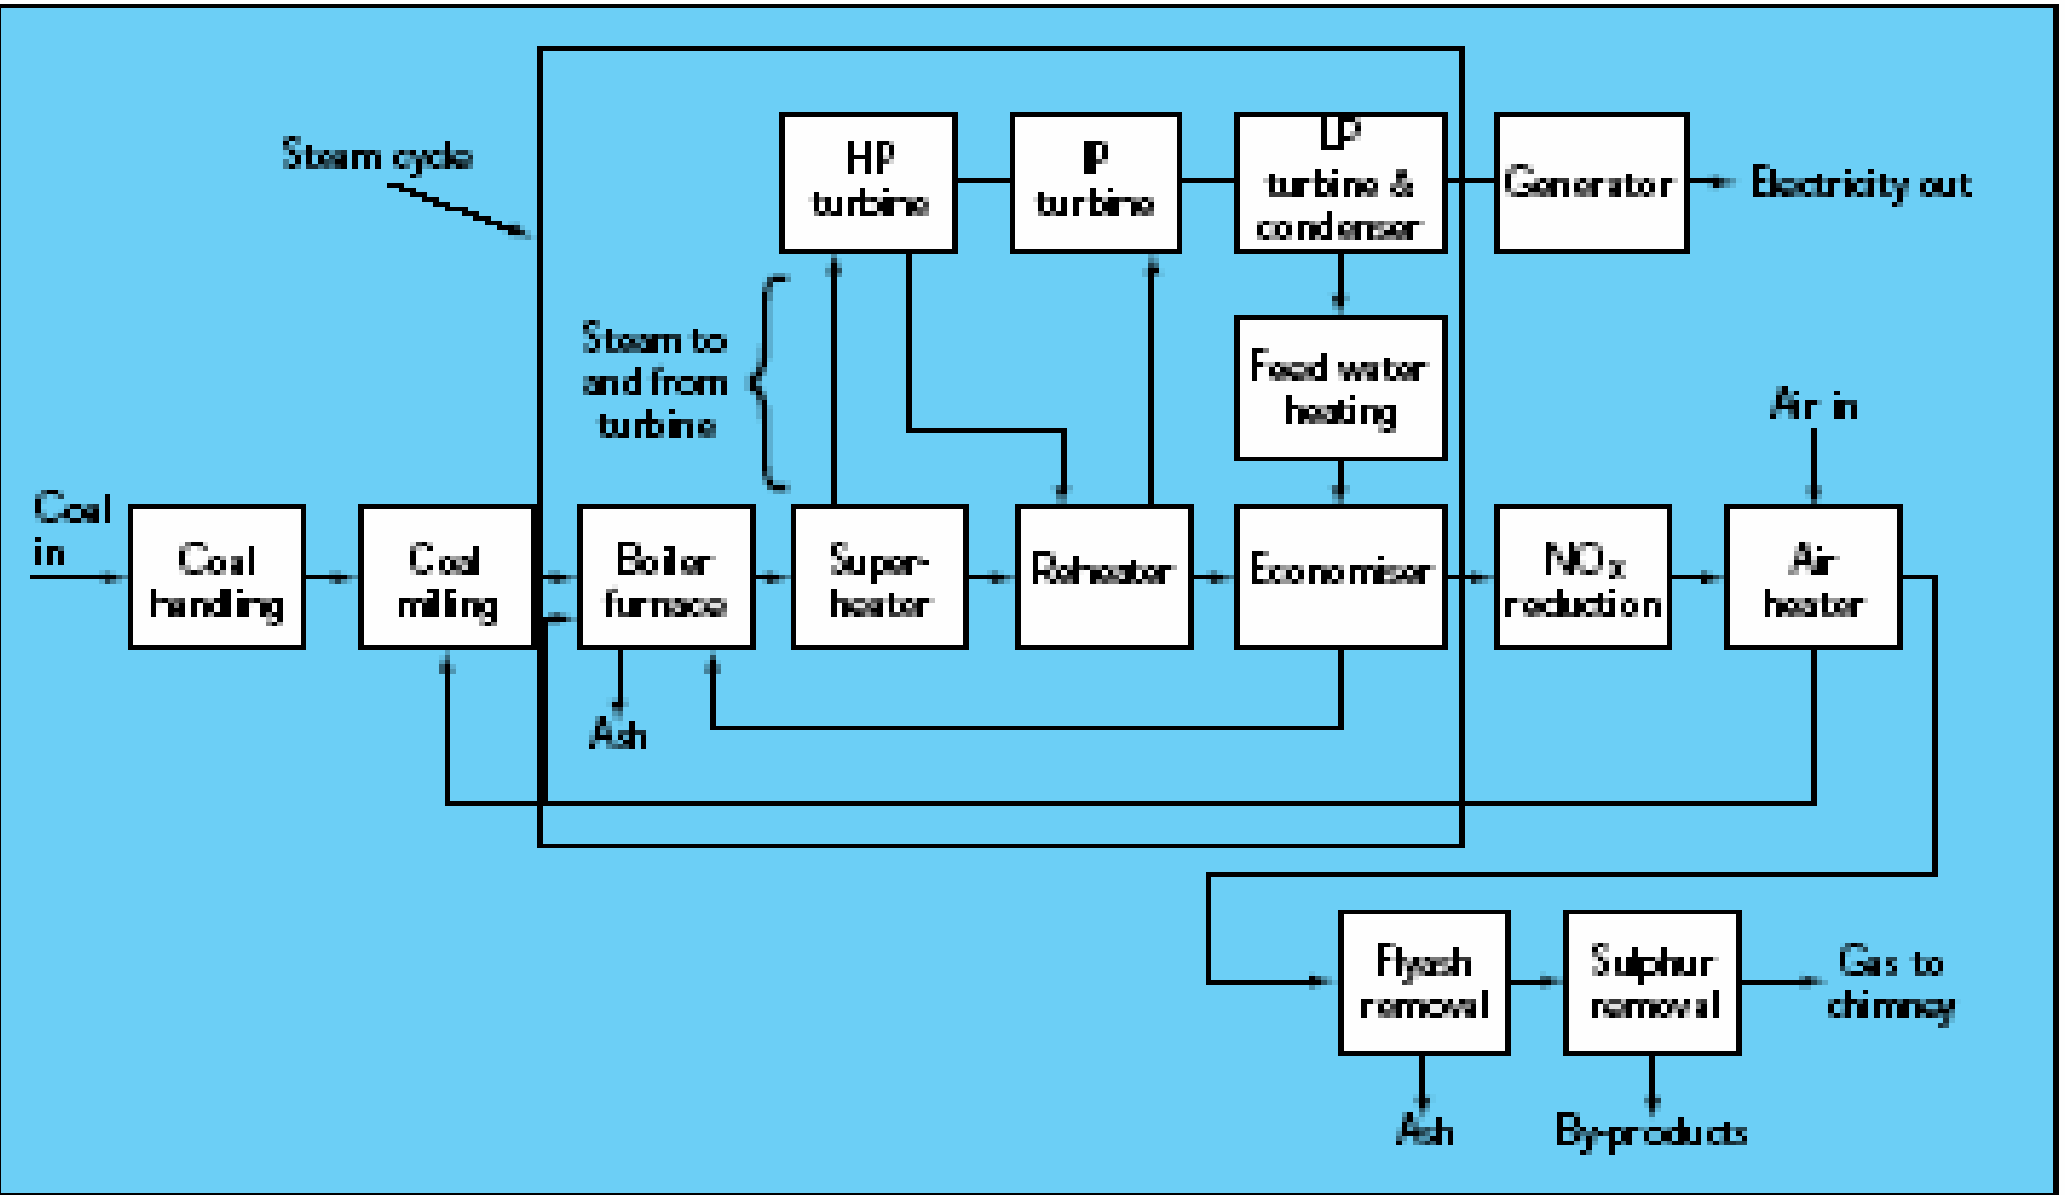 Steam cycle
HP
turbine
IP
turbine
LP
turbine &
condenser
Generator
Electricity out
Steam to
and from
turbine
Feed water
heating
Air in
Coal
in
Coal
handling
Coal
milling
Boiler
furnace
Super-
heater
Reheater
Economiser
NOx
reduction
Air
heater
Ash
Flyash
removal
Sulphur
removal
Gas to
chimney
Ash
By-products